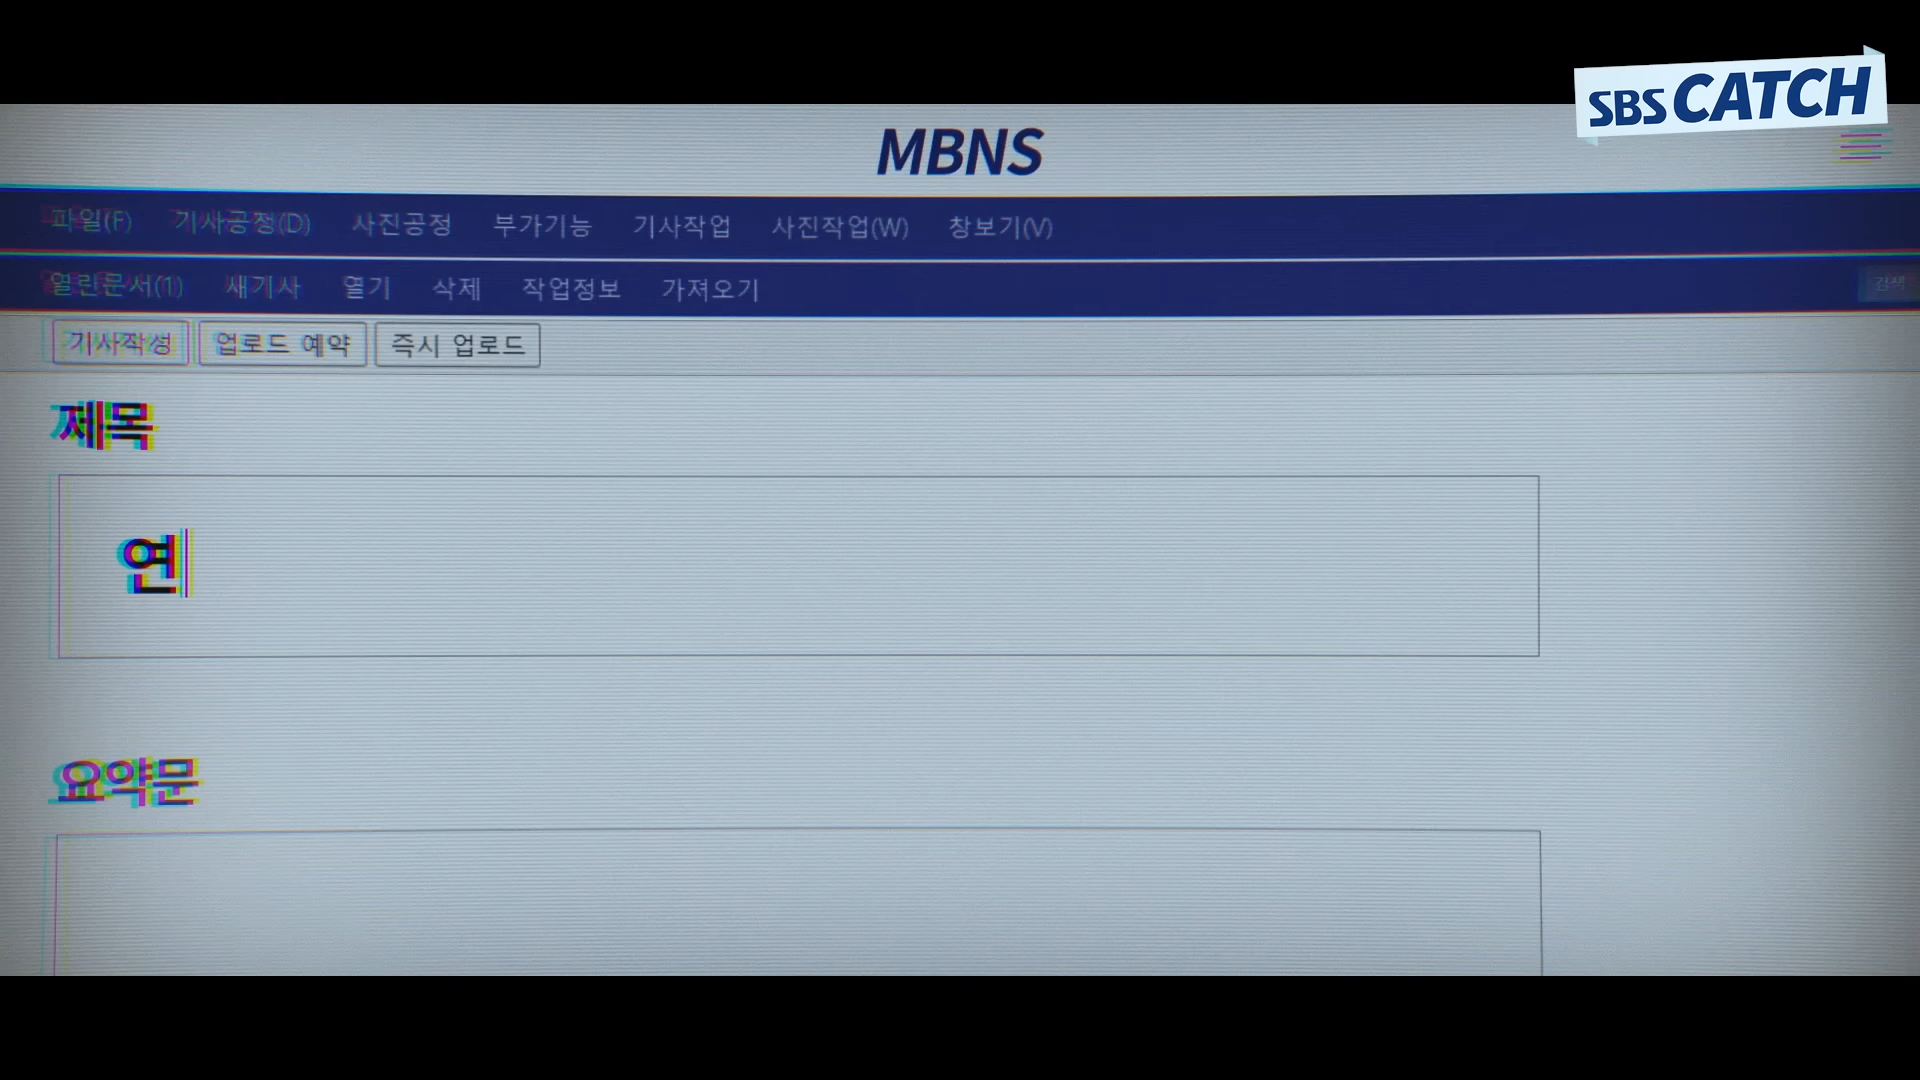 SBS CATCH
MBNS
파일(F) 기사공정(D) 사진공정 부가기능 기사작업 사진작업(W) 창보기(V)
열린문서(1) 새기사 열기 삭제 작업정보 가져오기 검색
기사작성 업로드 예약 즉시 업로드
제목
연
요약문